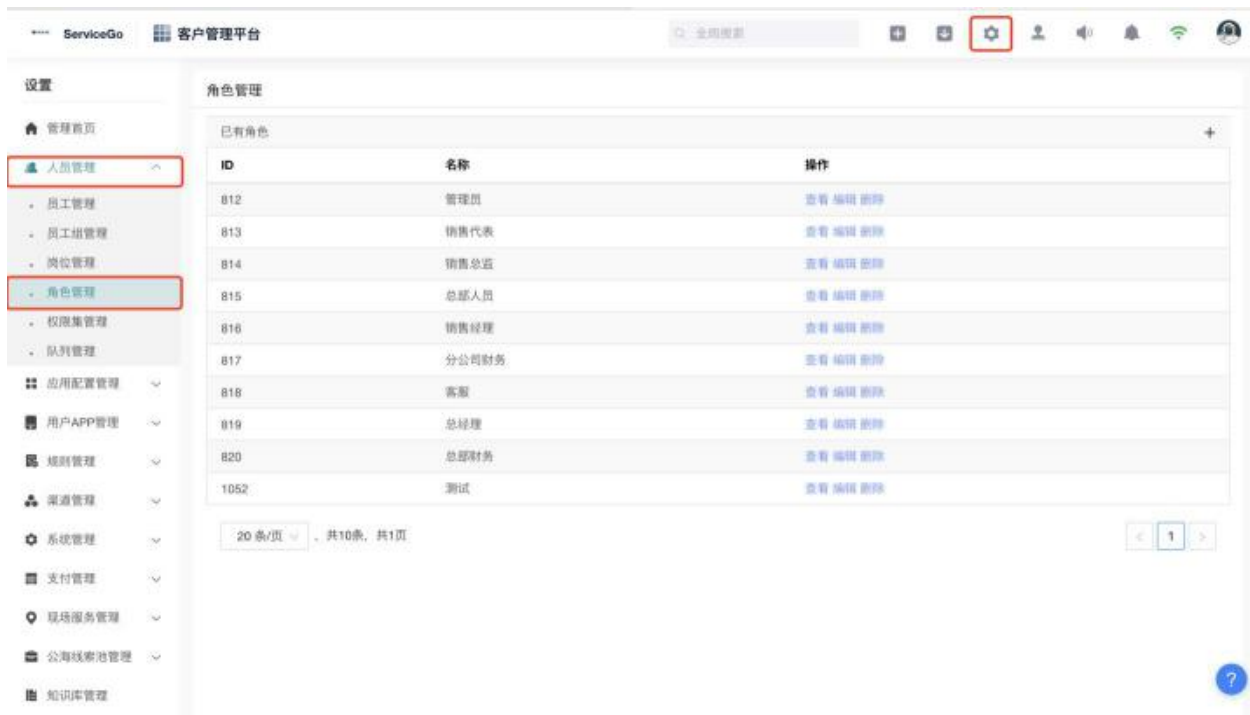 ServiceGo 客户管理平台 全局搜索
设置
管理首页
人员管理
员工管理
员工组管理
岗位管理
角色管理
权限集管理
队列管理
应用配置管理
用户APP管理
规则管理
渠道管理
系统管理
支付管理
现场服务管理
公海线索池管理
知识库管理
角色管理
已有角色 +
ID 名称 操作
812 管理员 查看 编辑 删除
813 销售代表 查看 编辑 删除
814 销售总监 查看 编辑 删除
815 总部人员 查看 编辑 删除
816 销售经理 查看 编辑 删除
817 分公司财务 查看 编辑 删除
818 客服 查看 编辑 删除
819 总经理 查看 编辑 删除
820 总部财务 查看 编辑 删除
1052 测试 查看 编辑 删除
20 条/页 , 共10条, 共1页 < 1 >
?